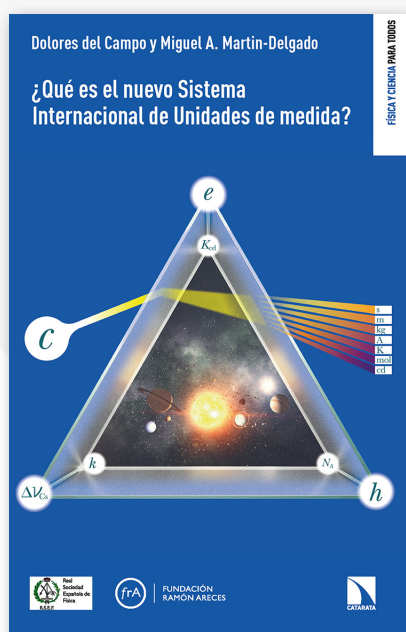 Dolores del Campo y Miguel A. Martin-Delgado
FÍSICA Y CIENCIA PARA TODOS
¿Qué es el nuevo Sistema
Internacional de Unidades de medida?
e
Kcd
c
s
m
kg
A
K
mol
cd
k
NA
ΔνCs
h
Real
Sociedad
Española de
Física
R.S.E.F.
frA
FUNDACIÓN
RAMÓN ARECES
CATARATA